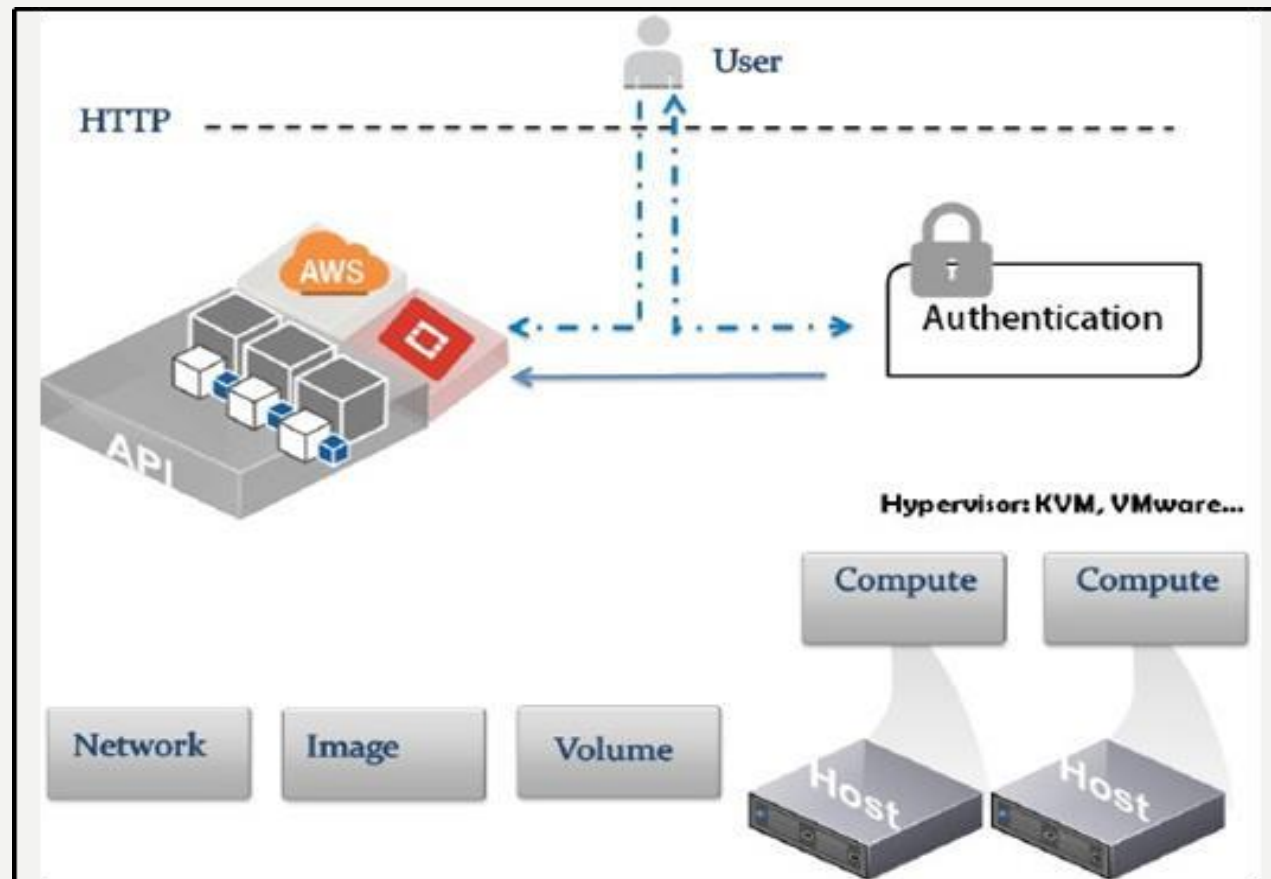 User
HTTP
AWS
Authentication
API
Hypervisor: KVM, VMware...
Compute
Compute
Network
Image
Volume
Host
Host